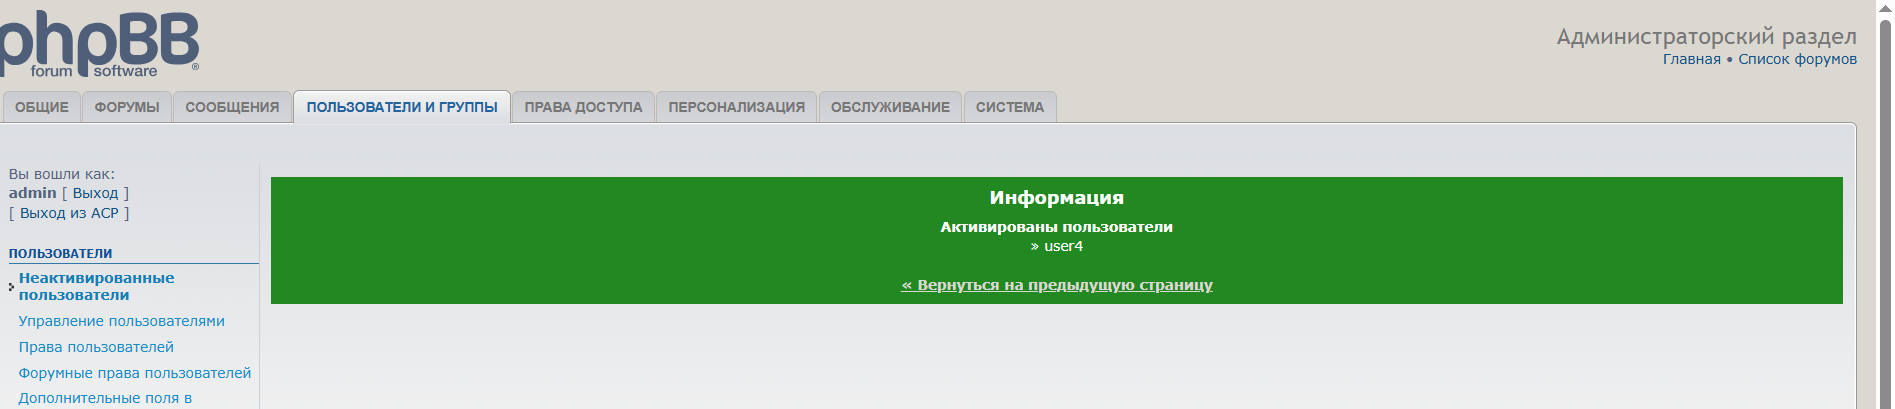 phpBB
forum software ®
Администраторский раздел
Главная • Список форумов
ОБЩИЕ ФОРУМЫ СООБЩЕНИЯ ПОЛЬЗОВАТЕЛИ И ГРУППЫ ПРАВА ДОСТУПА ПЕРСОНАЛИЗАЦИЯ ОБСЛУЖИВАНИЕ СИСТЕМА
Вы вошли как:
admin [ Выход ]
[ Выход из ACP ]
ПОЛЬЗОВАТЕЛИ
Неактивированные
пользователи
Управление пользователями
Права пользователей
Форумные права пользователей
Дополнительные поля в
Информация
Активированы пользователи
» user4
« Вернуться на предыдущую страницу